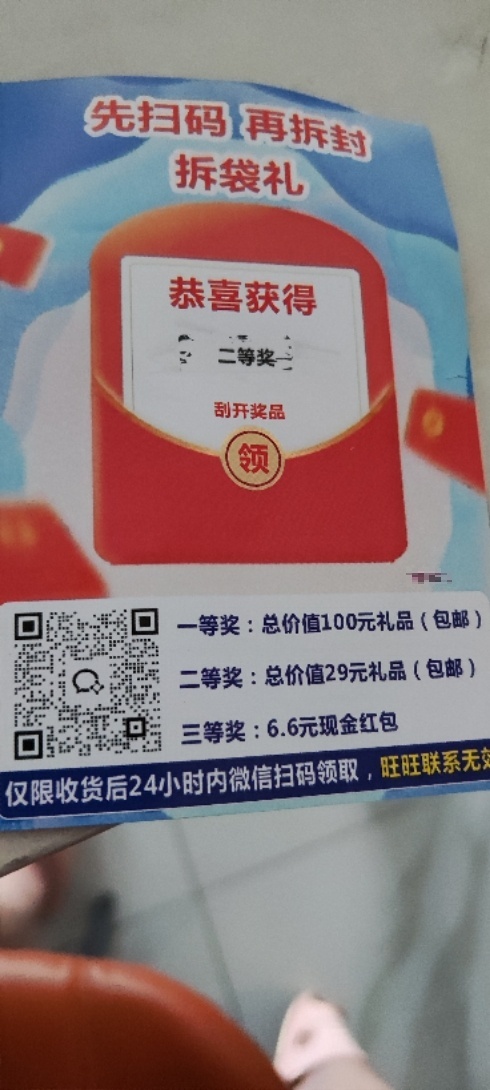 先扫码 再拆封
拆袋礼
恭喜获得
二等奖
刮开奖品
领
一等奖：总价值100元礼品（包邮）
二等奖：总价值29元礼品（包邮）
三等奖：6.6元现金红包
仅限收货后24小时内微信扫码领取，旺旺联系无效